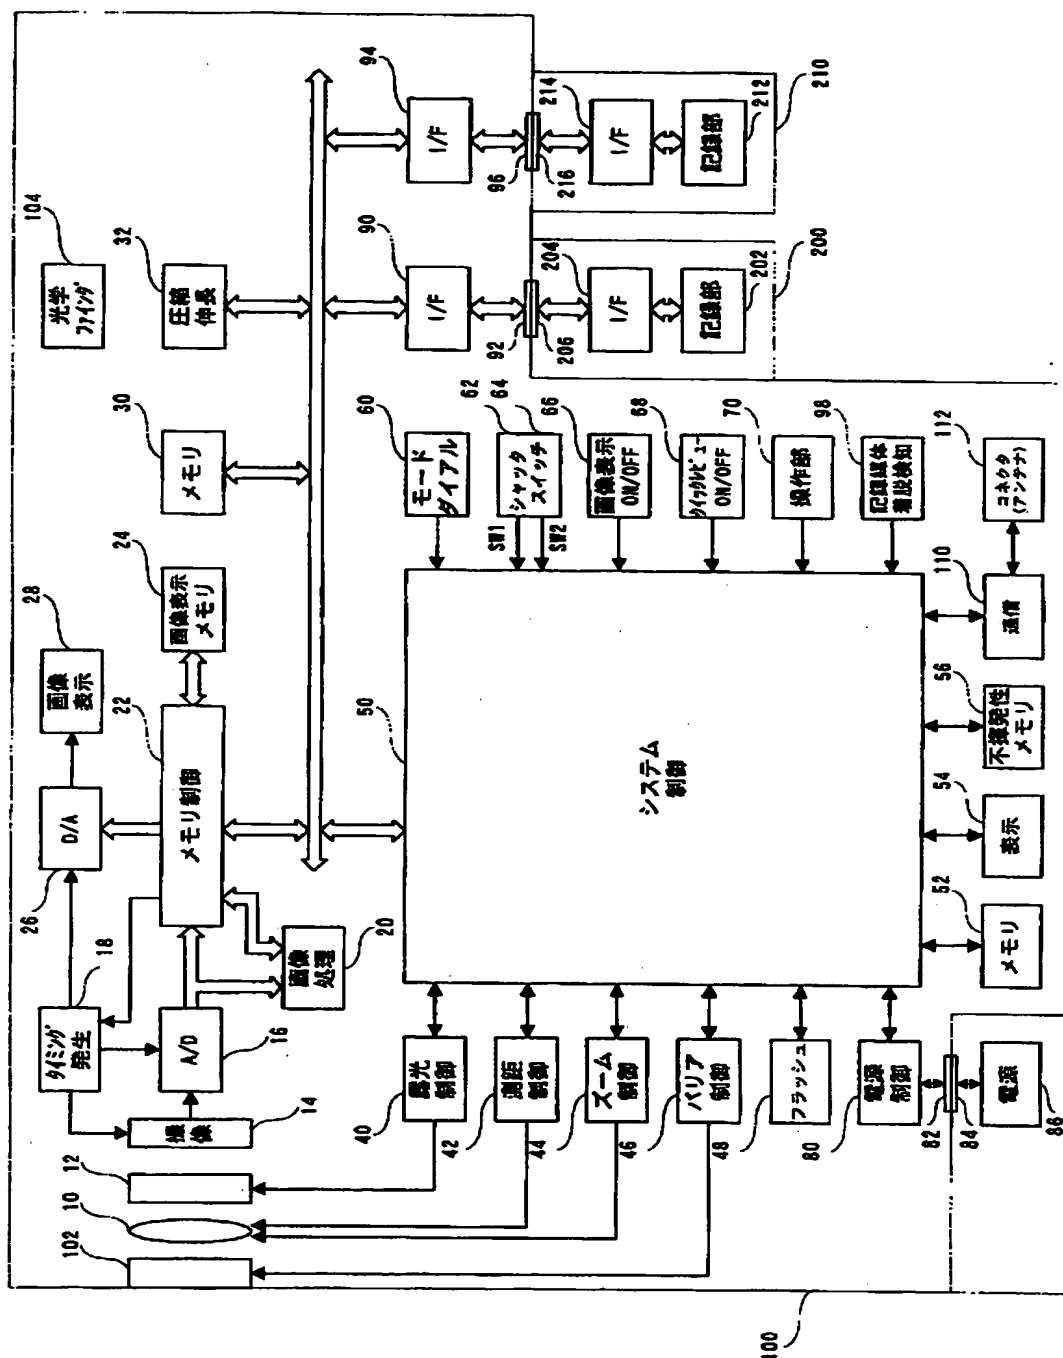 100
102
10
12
14
撮像
16
A/D
18
タイミング
発生
20
画像
処理
22
メモリ制御
24
画像表示
メモリ
26
D/A
28
画像
表示
30
メモリ
32
圧縮
伸長
104
光学
ファインダ
40
露光
制御
42
測距
制御
44
ズーム
制御
46
バリア
制御
48
フラッシュ
80
電源
制御
82
84
86
電源
50
システム
制御
60
モード
ダイアル
62
64
シャッタ
スイッチ
SW1
SW2
66
画像表示
ON/OFF
68
クイックレビュー
ON/OFF
70
操作部
98
記録媒体
着脱検知
52
メモリ
54
表示
56
不揮発性
メモリ
110
通信
112
コネクタ
(アンテナ)
90
I/F
92
206
204
I/F
202
記録部
200
94
I/F
96
216
214
I/F
212
記録部
210